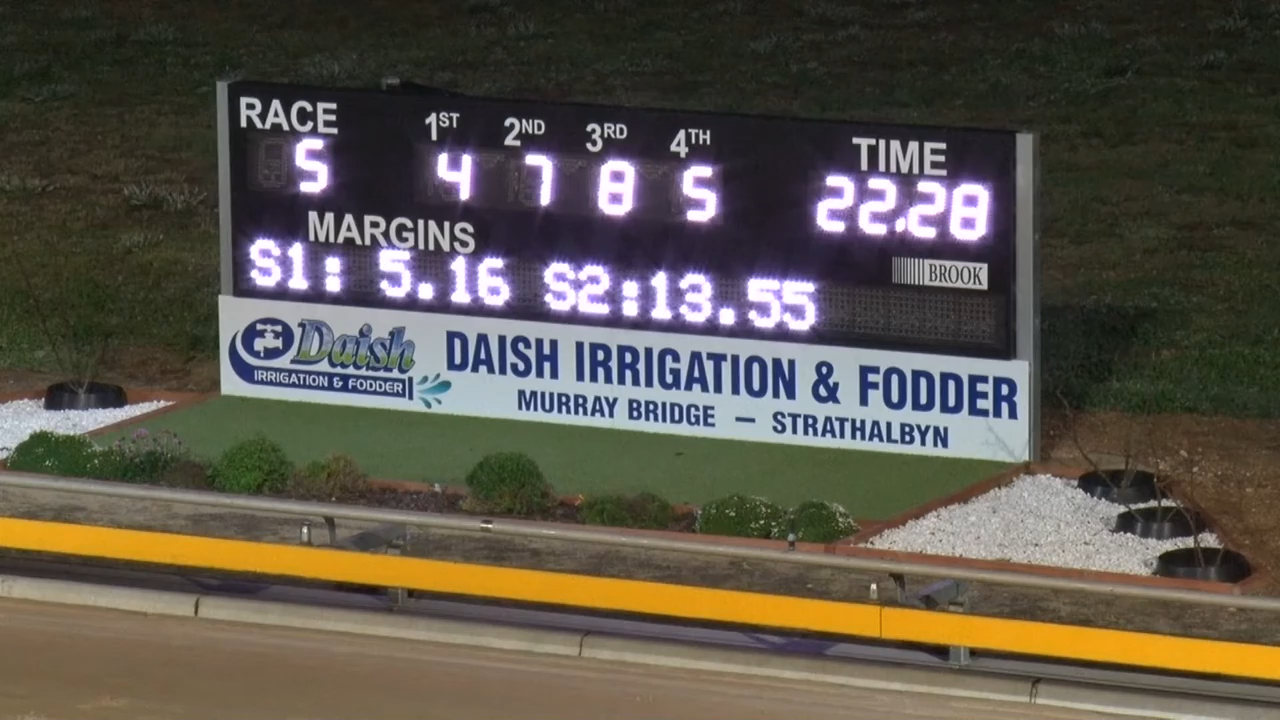 RACE 1ST 2ND 3RD 4TH TIME
5 4 7 8 5 22.28
MARGINS
S1: 5.16 S2:13.55
BROOK
Daish
IRRIGATION & FODDER
DAISH IRRIGATION & FODDER
MURRAY BRIDGE – STRATHALBYN